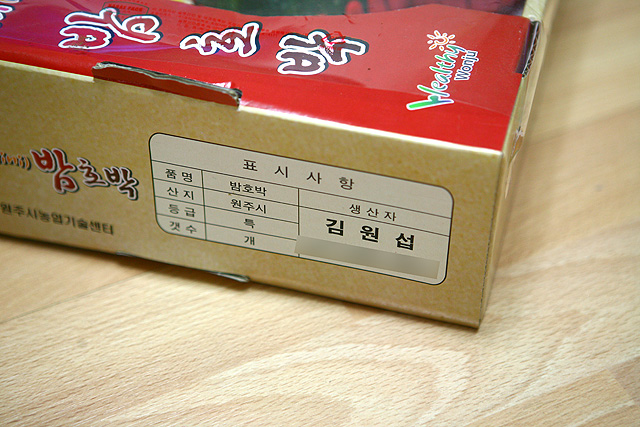 밤호박
Healthy
Wonju
밤호박
원주시농업기술센터
표시사항
품명 밤호박
산지 원주시 생산자
등급 특 김원섭
갯수 개